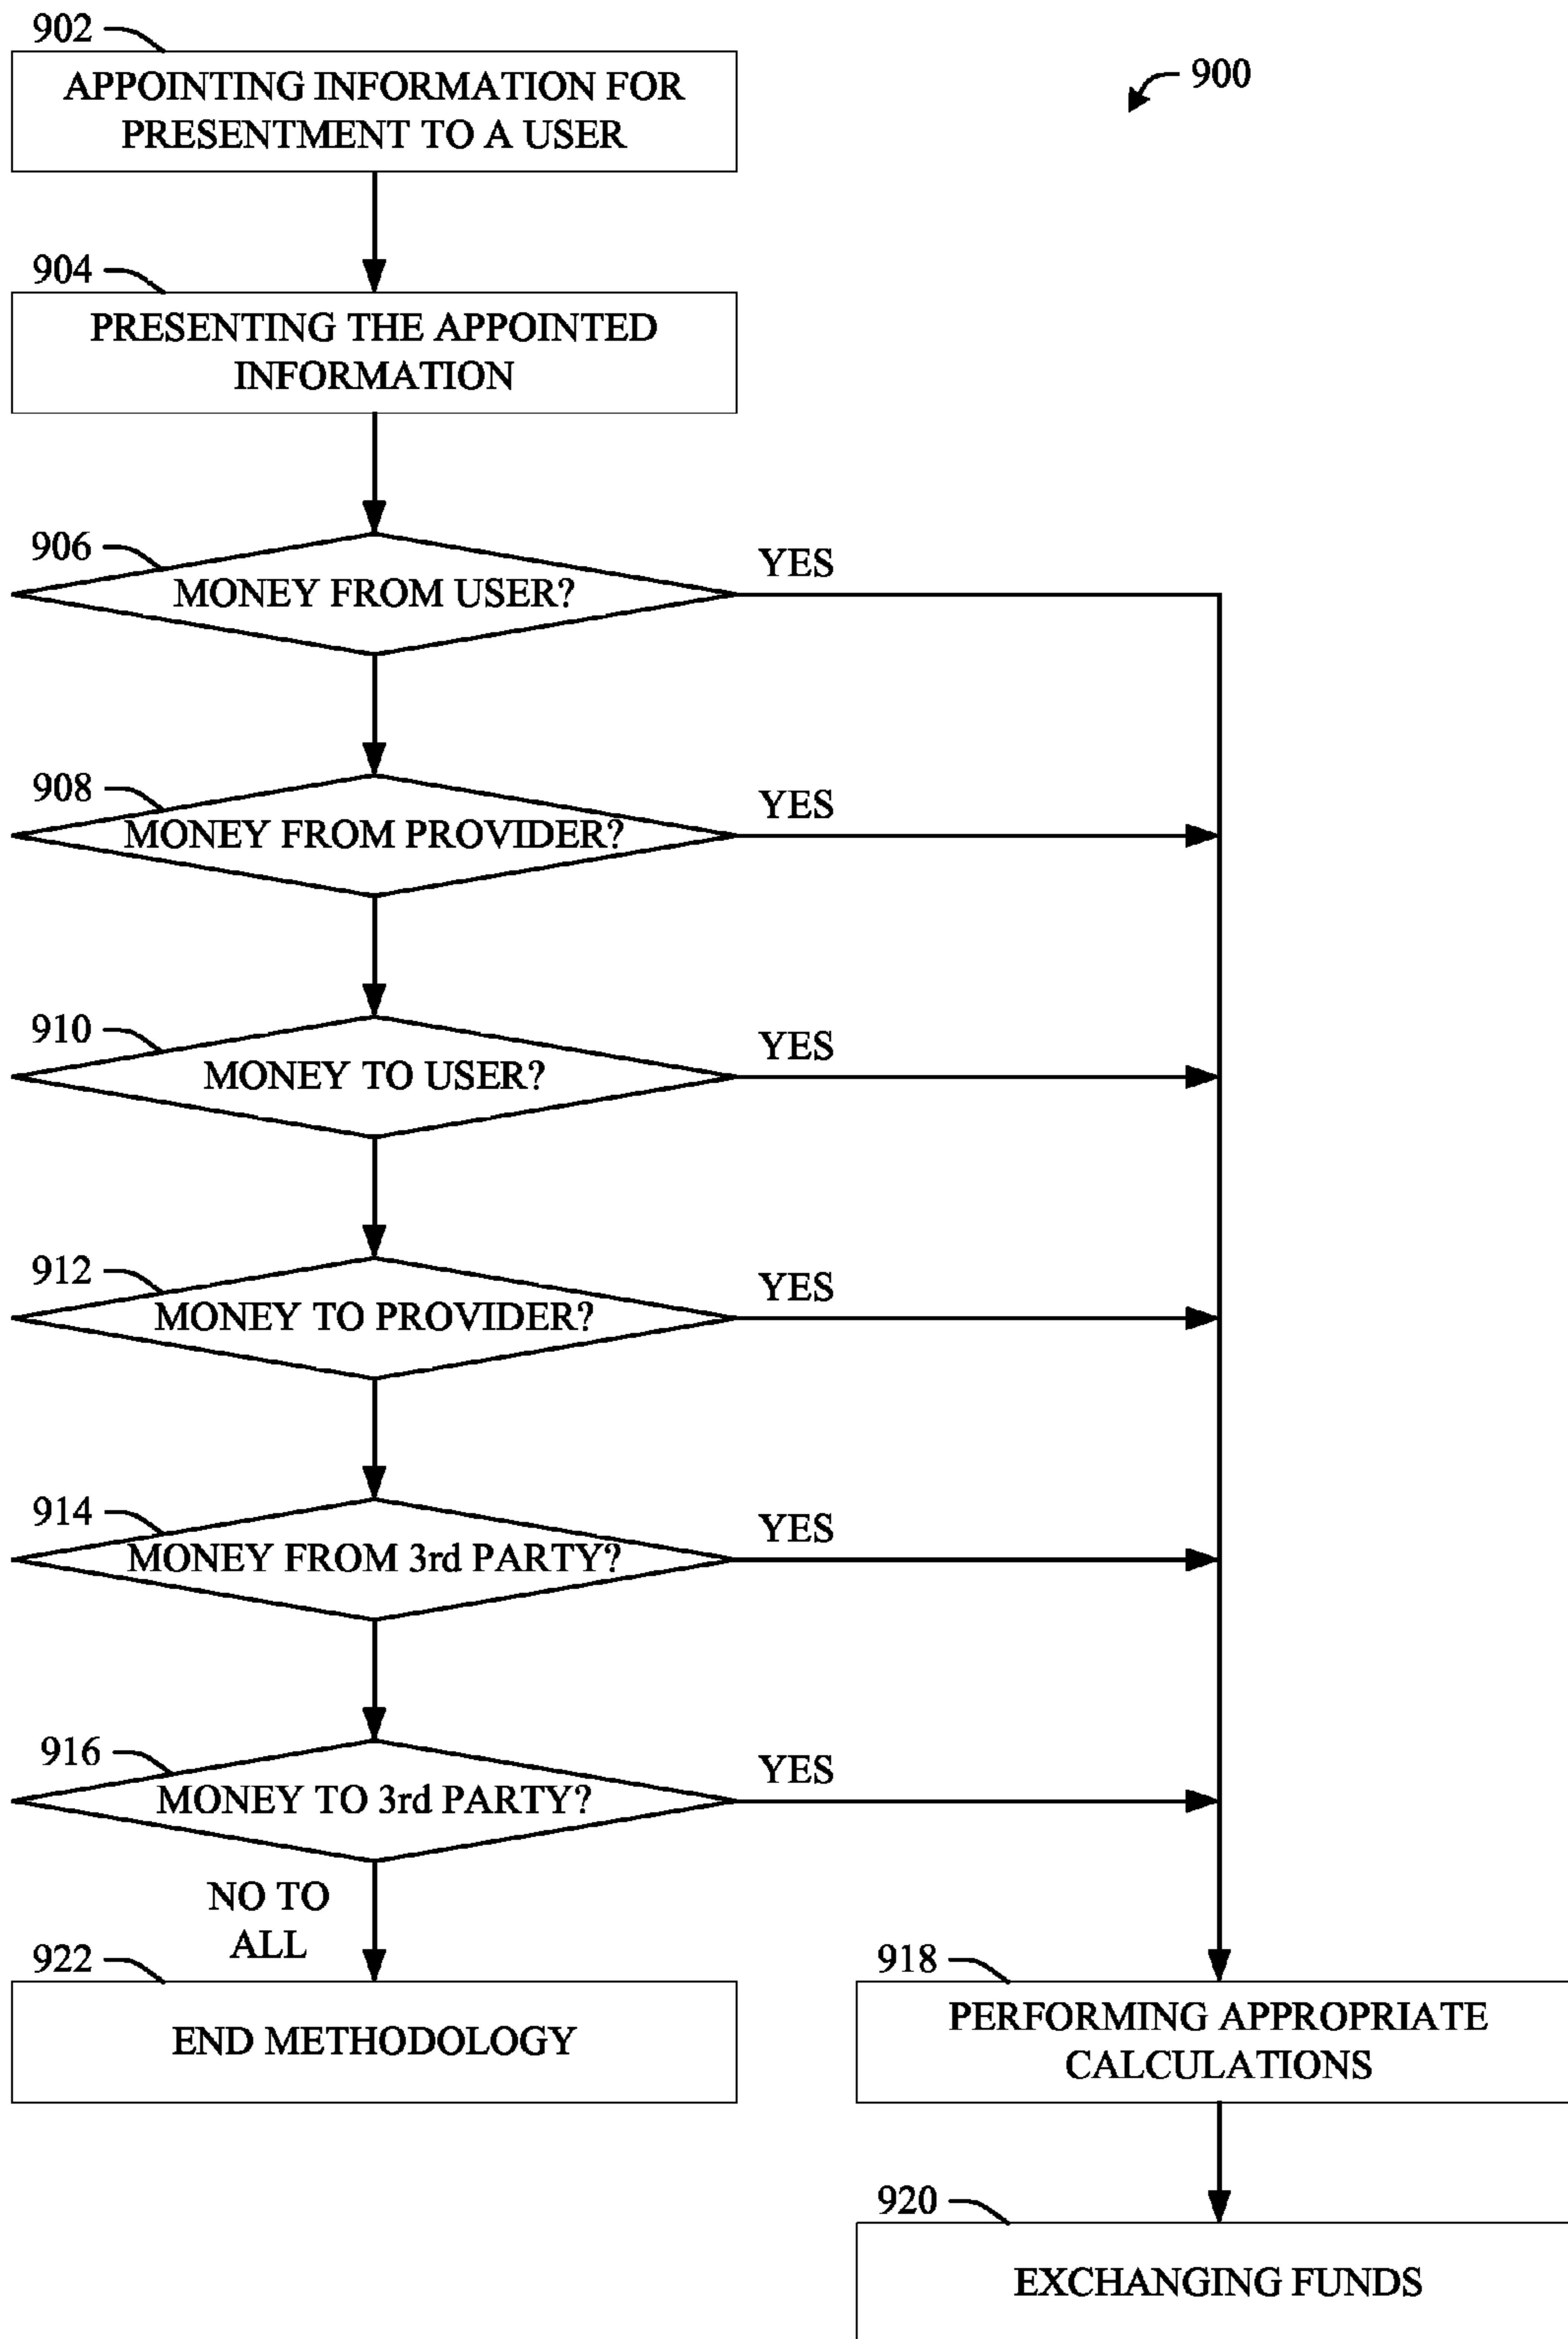 902
APPOINTING INFORMATION FOR
PRESENTMENT TO A USER
900
904
PRESENTING THE APPOINTED
INFORMATION
906
MONEY FROM USER?
YES
908
MONEY FROM PROVIDER?
YES
910
MONEY TO USER?
YES
912
MONEY TO PROVIDER?
YES
914
MONEY FROM 3rd PARTY?
YES
916
MONEY TO 3rd PARTY?
YES
NO TO
ALL
922
END METHODOLOGY
918
PERFORMING APPROPRIATE
CALCULATIONS
920
EXCHANGING FUNDS